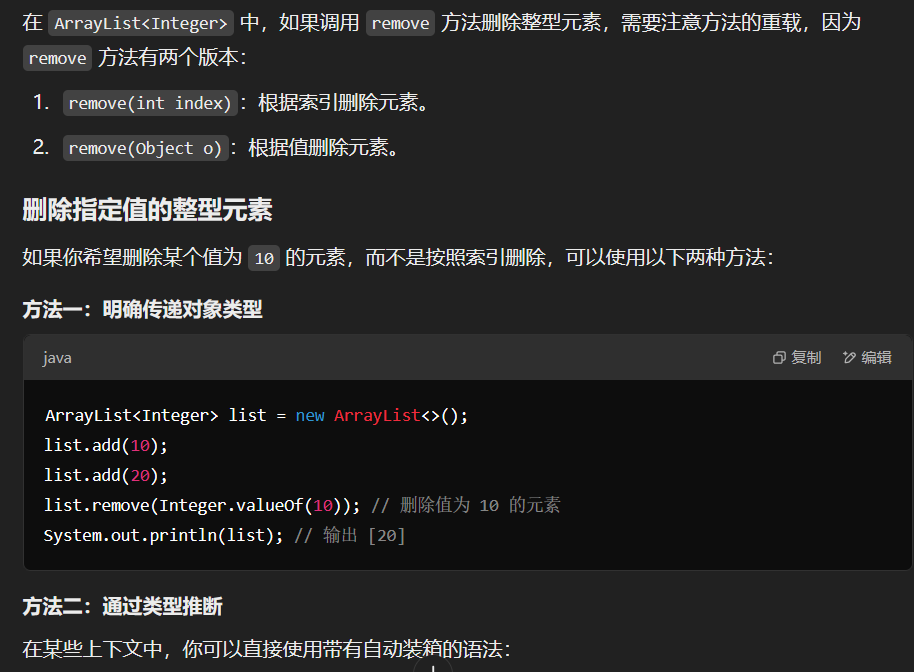 在 ArrayList<Integer> 中，如果调用 remove 方法删除整型元素，需要注意方法的重载，因为
remove 方法有两个版本：
1. remove(int index)：根据索引删除元素。
2. remove(Object o)：根据值删除元素。
删除指定值的整型元素
如果你希望删除某个值为 10 的元素，而不是按照索引删除，可以使用以下两种方法：
方法一：明确传递对象类型
java 复制 编辑
ArrayList<Integer> list = new ArrayList<>();
list.add(10);
list.add(20);
list.remove(Integer.valueOf(10)); // 删除值为 10 的元素
System.out.println(list); // 输出 [20]
方法二：通过类型推断
在某些上下文中，你可以直接使用带有自动装箱的语法：